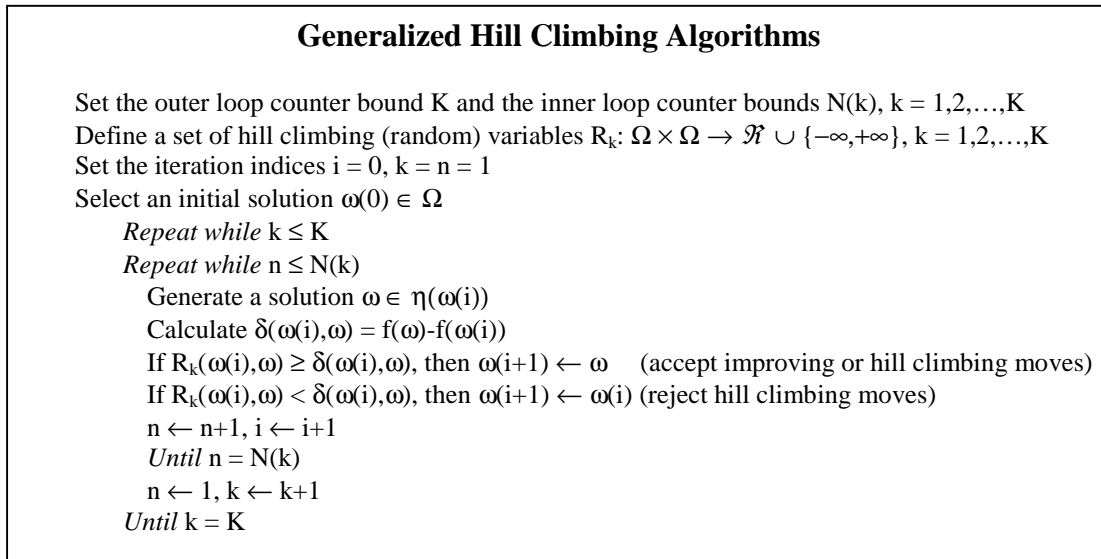 Generalized Hill Climbing Algorithms
Set the outer loop counter bound K and the inner loop counter bounds N(k), k = 1,2,…,K
Define a set of hill climbing (random) variables Rₖ: Ω × Ω → ℜ ∪ {−∞,+∞}, k = 1,2,…,K
Set the iteration indices i = 0, k = n = 1
Select an initial solution ω(0) ∈ Ω
Repeat while k ≤ K
Repeat while n ≤ N(k)
Generate a solution ω ∈ η(ω(i))
Calculate δ(ω(i),ω) = f(ω)-f(ω(i))
If Rₖ(ω(i),ω) ≥ δ(ω(i),ω), then ω(i+1) ← ω (accept improving or hill climbing moves)
If Rₖ(ω(i),ω) < δ(ω(i),ω), then ω(i+1) ← ω(i) (reject hill climbing moves)
n ← n+1, i ← i+1
Until n = N(k)
n ← 1, k ← k+1
Until k = K